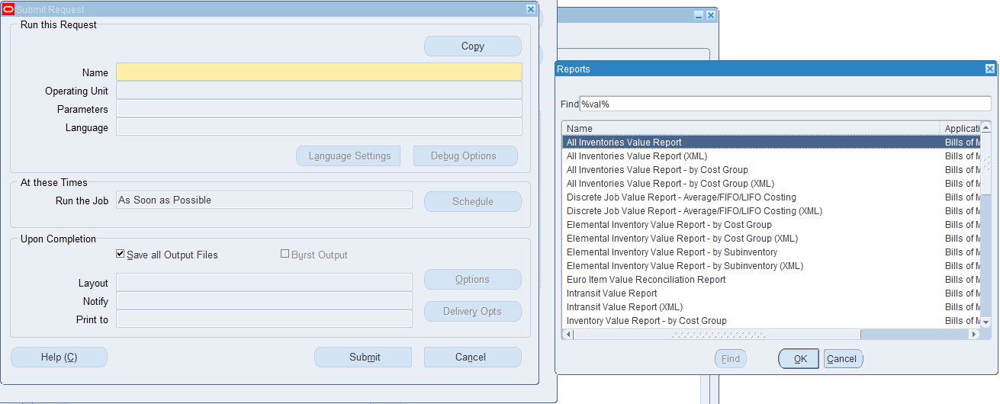 Submit Request
Run this Request
Copy
Name
Operating Unit
Parameters
Language
Language Settings
Debug Options
At these Times
Run the Job
As Soon as Possible
Schedule
Upon Completion
Save all Output Files
Burst Output
Layout
Options
Notify
Delivery Opts
Print to
Help (C)
Submit
Cancel
Reports
Find %val%
Name Applicati
All Inventories Value Report Bills of M
All Inventories Value Report (XML) Bills of M
All Inventories Value Report - by Cost Group Bills of M
All Inventories Value Report - by Cost Group (XML) Bills of M
Discrete Job Value Report - Average/FIFO/LIFO Costing Bills of M
Discrete Job Value Report - Average/FIFO/LIFO Costing (XML) Bills of M
Elemental Inventory Value Report - by Cost Group Bills of M
Elemental Inventory Value Report - by Cost Group (XML) Bills of M
Elemental Inventory Value Report - by Subinventory Bills of M
Elemental Inventory Value Report - by Subinventory (XML) Bills of M
Euro Item Value Reconciliation Report Bills of M
Intransit Value Report Bills of M
Intransit Value Report (XML) Bills of M
Inventory Value Report - by Cost Group Bills of M
Find
OK
Cancel